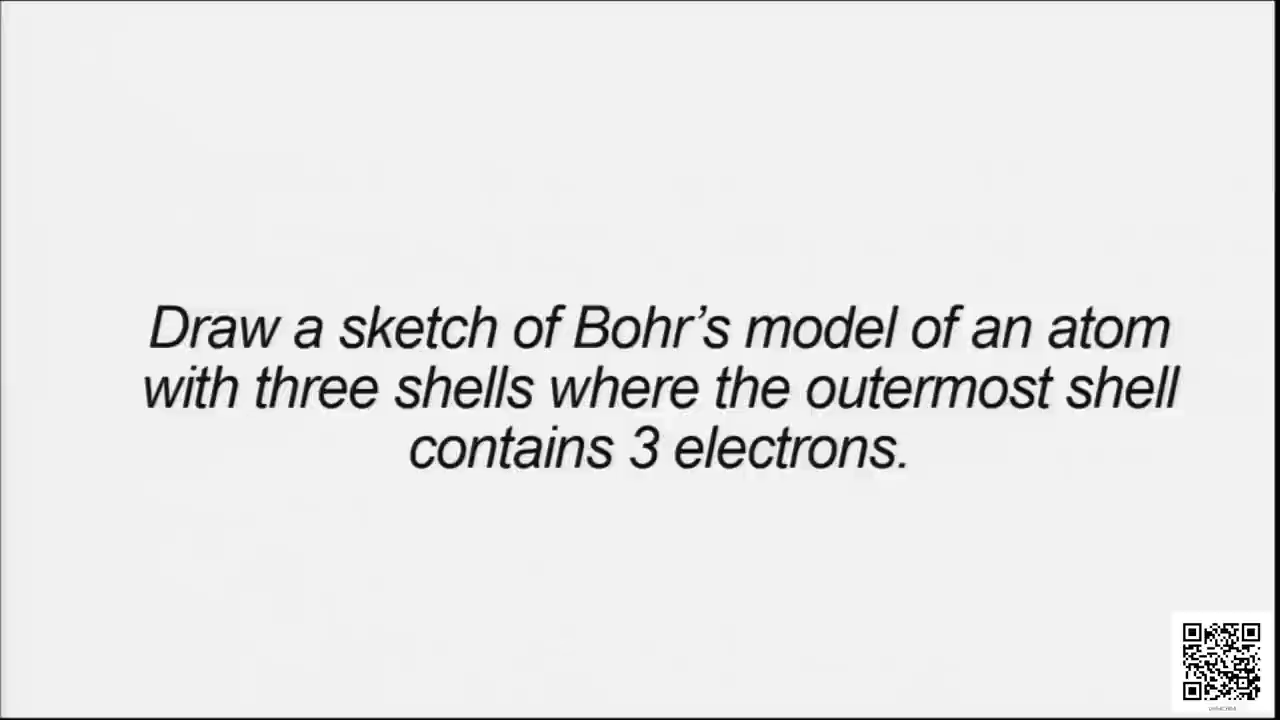 Draw a sketch of Bohr’s model of an atom
with three shells where the outermost shell
contains 3 electrons.